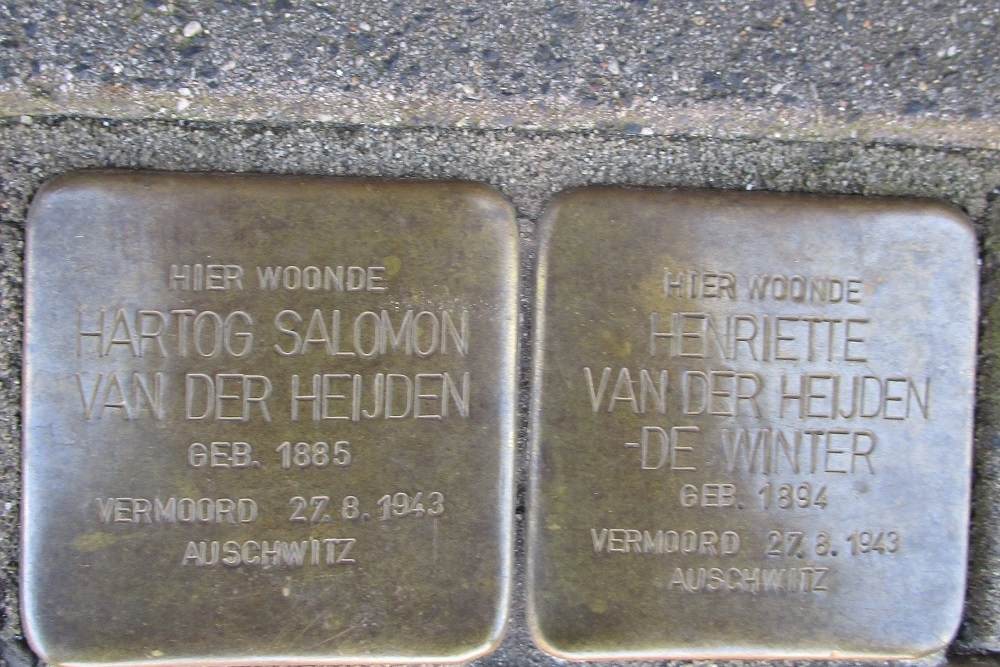 HIER WOONDE
HARTOG SALOMON
VAN DER HEIJDEN
GEB. 1885
VERMOORD 27.8.1943
AUSCHWITZ
HIER WOONDE
HENRIETTE
VAN DER HEIJDEN
-DE WINTER
GEB. 1894
VERMOORD 27.8.1943
AUSCHWITZ